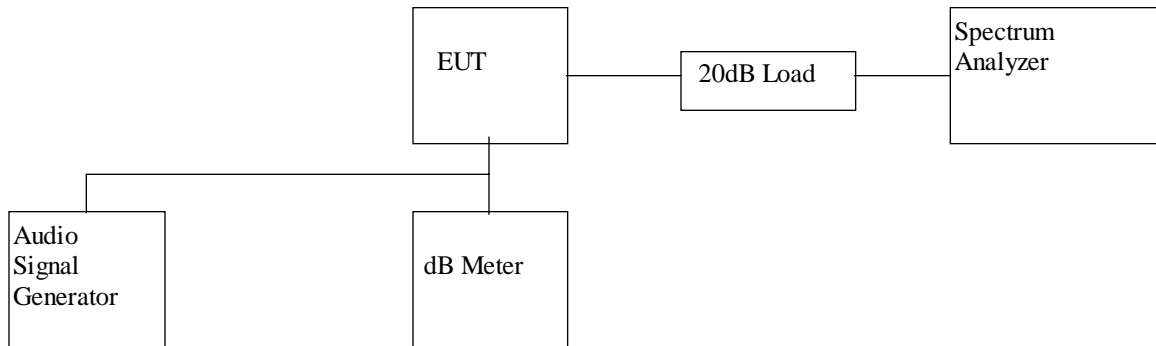 EUT
20dB Load
Spectrum
Analyzer
Audio
Signal
Generator
dB Meter